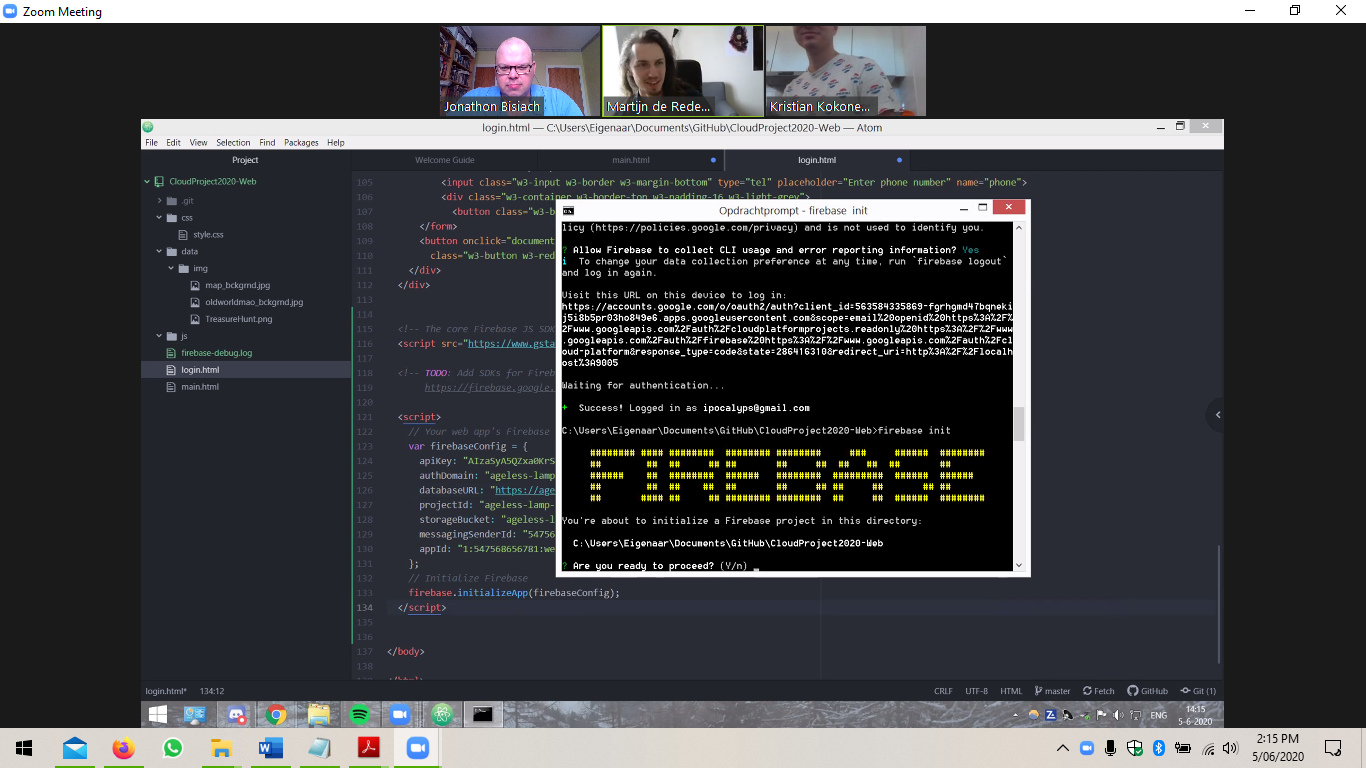 Zoom Meeting
Jonathon Bisiach
Martijn de Rede...
Kristian Kokone...
login.html — C:\Users\Eigenaar\Documents\GitHub\CloudProject2020-Web — Atom
File Edit View Selection Find Packages Help
Project
Welcome Guide
main.html
login.html
CloudProject2020-Web
.git
css
style.css
data
img
map_bckgrnd.jpg
oldworldmao_bckgrnd.jpg
TreasureHunt.png
js
firebase-debug.log
login.html
main.html
105 <input class="w3-input w3-border w3-margin-bottom" type="tel" placeholder="Enter phone number" name="phone">
106 <div class="w3-container w3-border-top w3-padding-16 w3-light-grey">
107 <button class="w3-b
108 </form>
109 <button onclick="document
110 class="w3-button w3-red
111 </div>
112 </div>
113
114
115 <!-- The core Firebase JS SDK
116 <script src="https://www.gsta
117
118 <!-- TODO: Add SDKs for Fire
119 https://firebase.google.
120
121 <script>
122 // Your web app's Firebase
123 var firebaseConfig = {
124 apiKey: "AIzaSyA5QZxa0KrS
125 authDomain: "ageless-lamp
126 databaseURL: "https://age
127 projectId: "ageless-lamp-
128 storageBucket: "ageless-l
129 messagingSenderId: "54756
130 appId: "1:547568656781:we
131 };
132 // Initialize Firebase
133 firebase.initializeApp(firebaseConfig);
134 </script>
135
136
137 </body>
138
Opdrachtprompt - firebase init
licy (https://policies.google.com/privacy) and is not used to identify you.
? Allow Firebase to collect CLI usage and error reporting information? Yes
i To change your data collection preference at any time, run `firebase logout`
and log in again.
Visit this URL on this device to log in:
https://accounts.google.com/o/oauth2/auth?client_id=563584335869-fgrhgmd47bqneki
j5i8b5pr03ho849e6.apps.googleusercontent.com&scope=email%20openid%20https%3A%2F%
2Fwww.googleapis.com%2Fauth%2Fcloudplatformprojects.readonly%20https%3A%2F%2Fwww
.googleapis.com%2Fauth%2Ffirebase%20https%3A%2F%2Fwww.googleapis.com%2Fauth%2Fcl
oud-platform&response_type=code&state=286416310&redirect_uri=http%3A%2F%2Flocalh
ost%3A9005
Waiting for authentication...
+ Success! Logged in as ipocalyps@gmail.com
C:\Users\Eigenaar\Documents\GitHub\CloudProject2020-Web>firebase init
FIREBASE
You're about to initialize a Firebase project in this directory:
C:\Users\Eigenaar\Documents\GitHub\CloudProject2020-Web
? Are you ready to proceed? (Y/n)
login.html* 134:12
CRLF UTF-8 HTML master Fetch GitHub Git (1)
ENG
14:15
5-6-2020
2:15 PM
5/06/2020